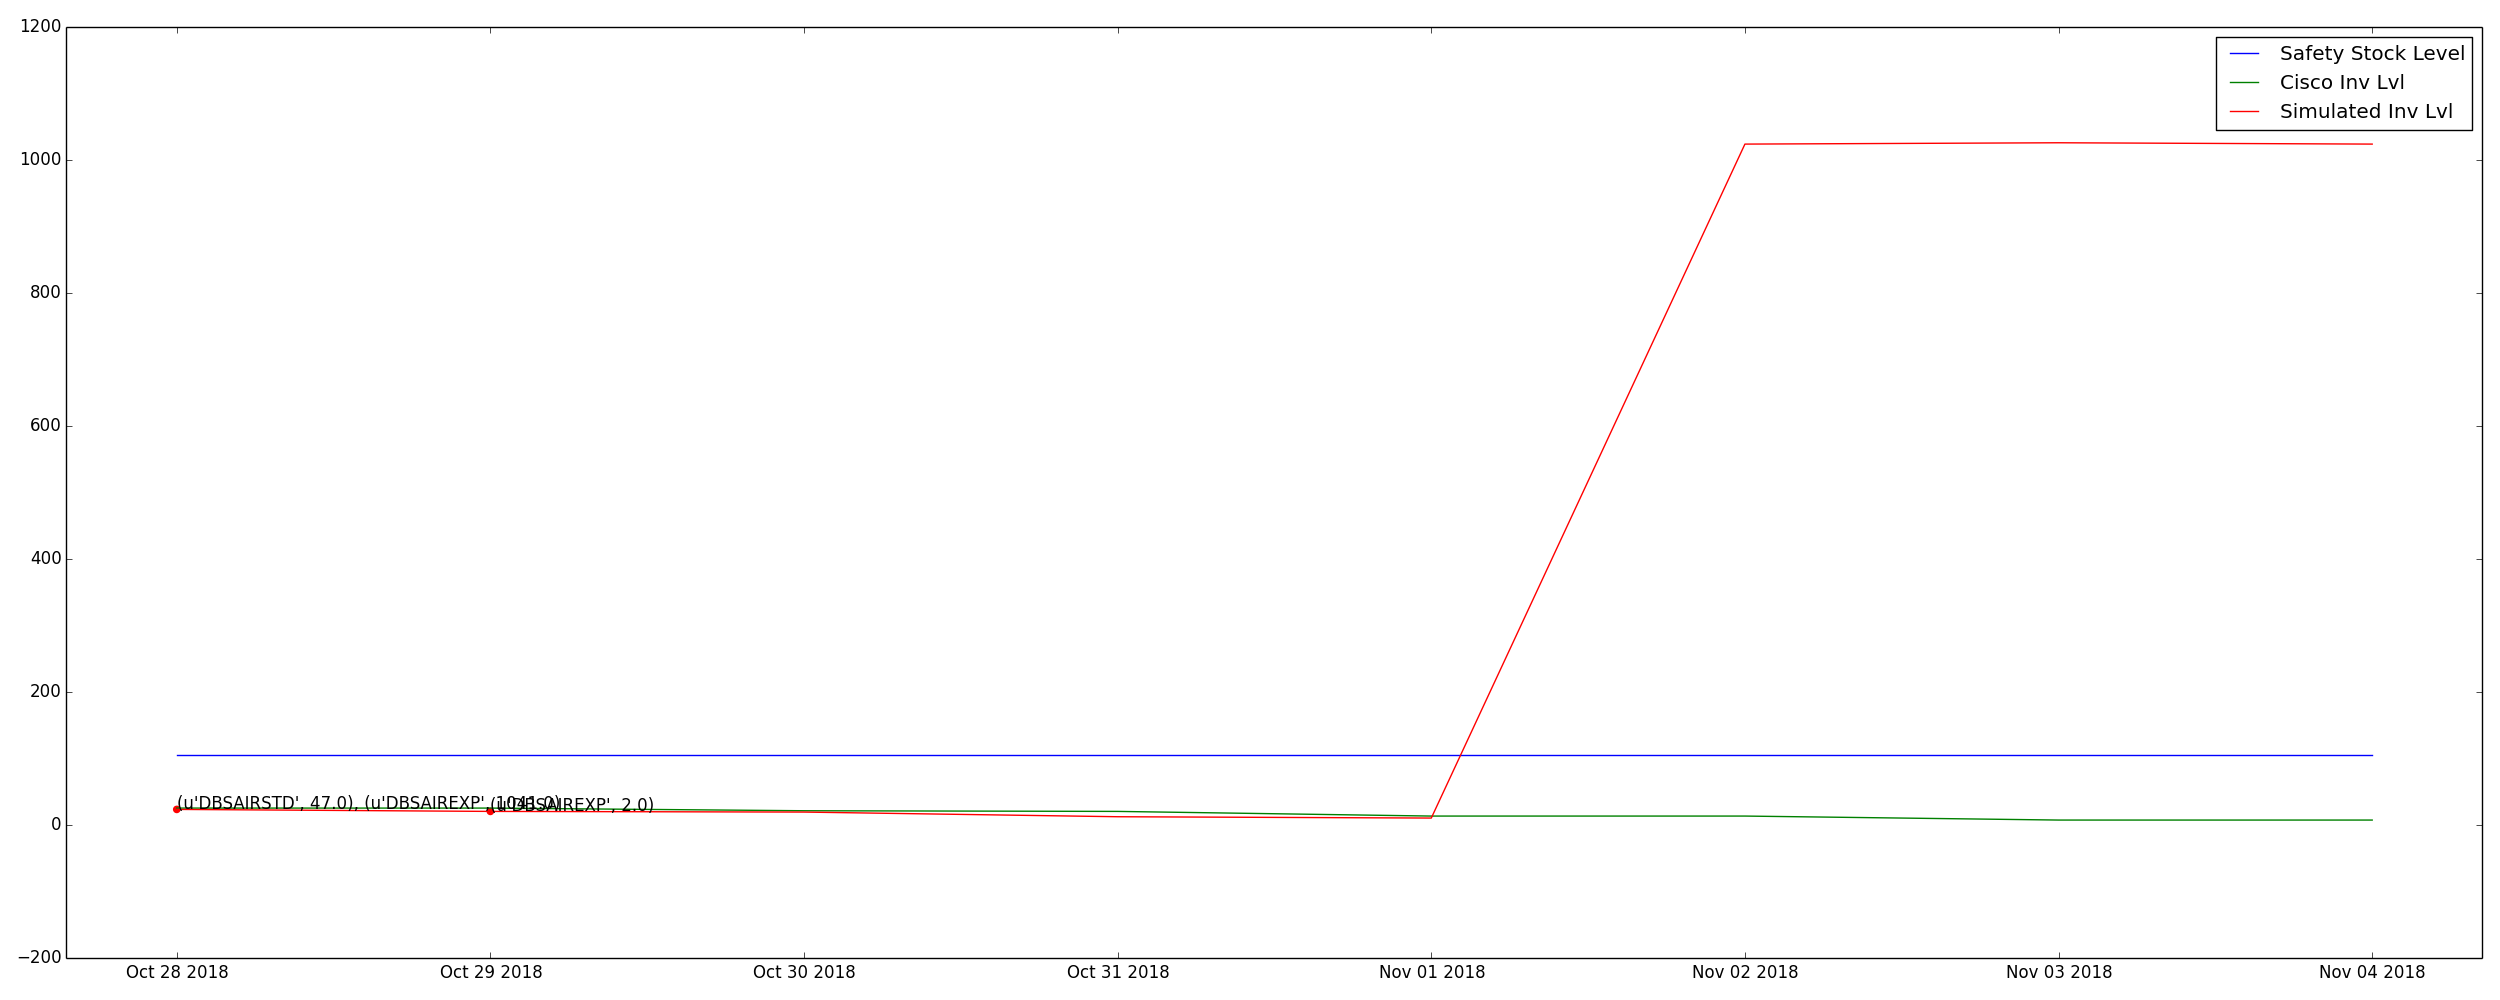 1200
1000
800
600
400
200
0
−200
Safety Stock Level
Cisco Inv Lvl
Simulated Inv Lvl
(u'DBSAIRSTD', 47.0), (u'DBSAIREXP', 1041.0)
(u'DBSAIREXP', 2.0)
Oct 28 2018 Oct 29 2018 Oct 30 2018 Oct 31 2018 Nov 01 2018 Nov 02 2018 Nov 03 2018 Nov 04 2018